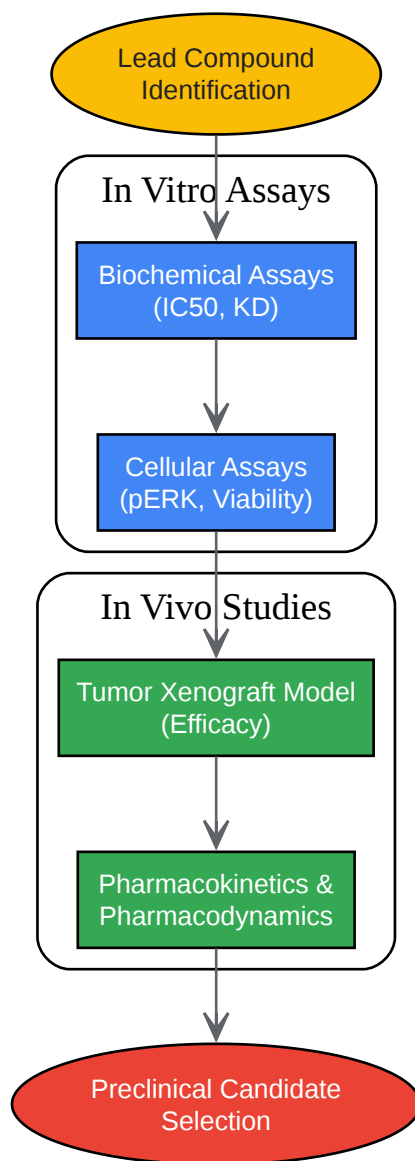 Lead Compound
Identification
In Vitro Assays
Biochemical Assays
(IC50, KD)
Cellular Assays
(pERK, Viability)
In Vivo Studies
Tumor Xenograft Model
(Efficacy)
Pharmacokinetics &
Pharmacodynamics
Preclinical Candidate
Selection